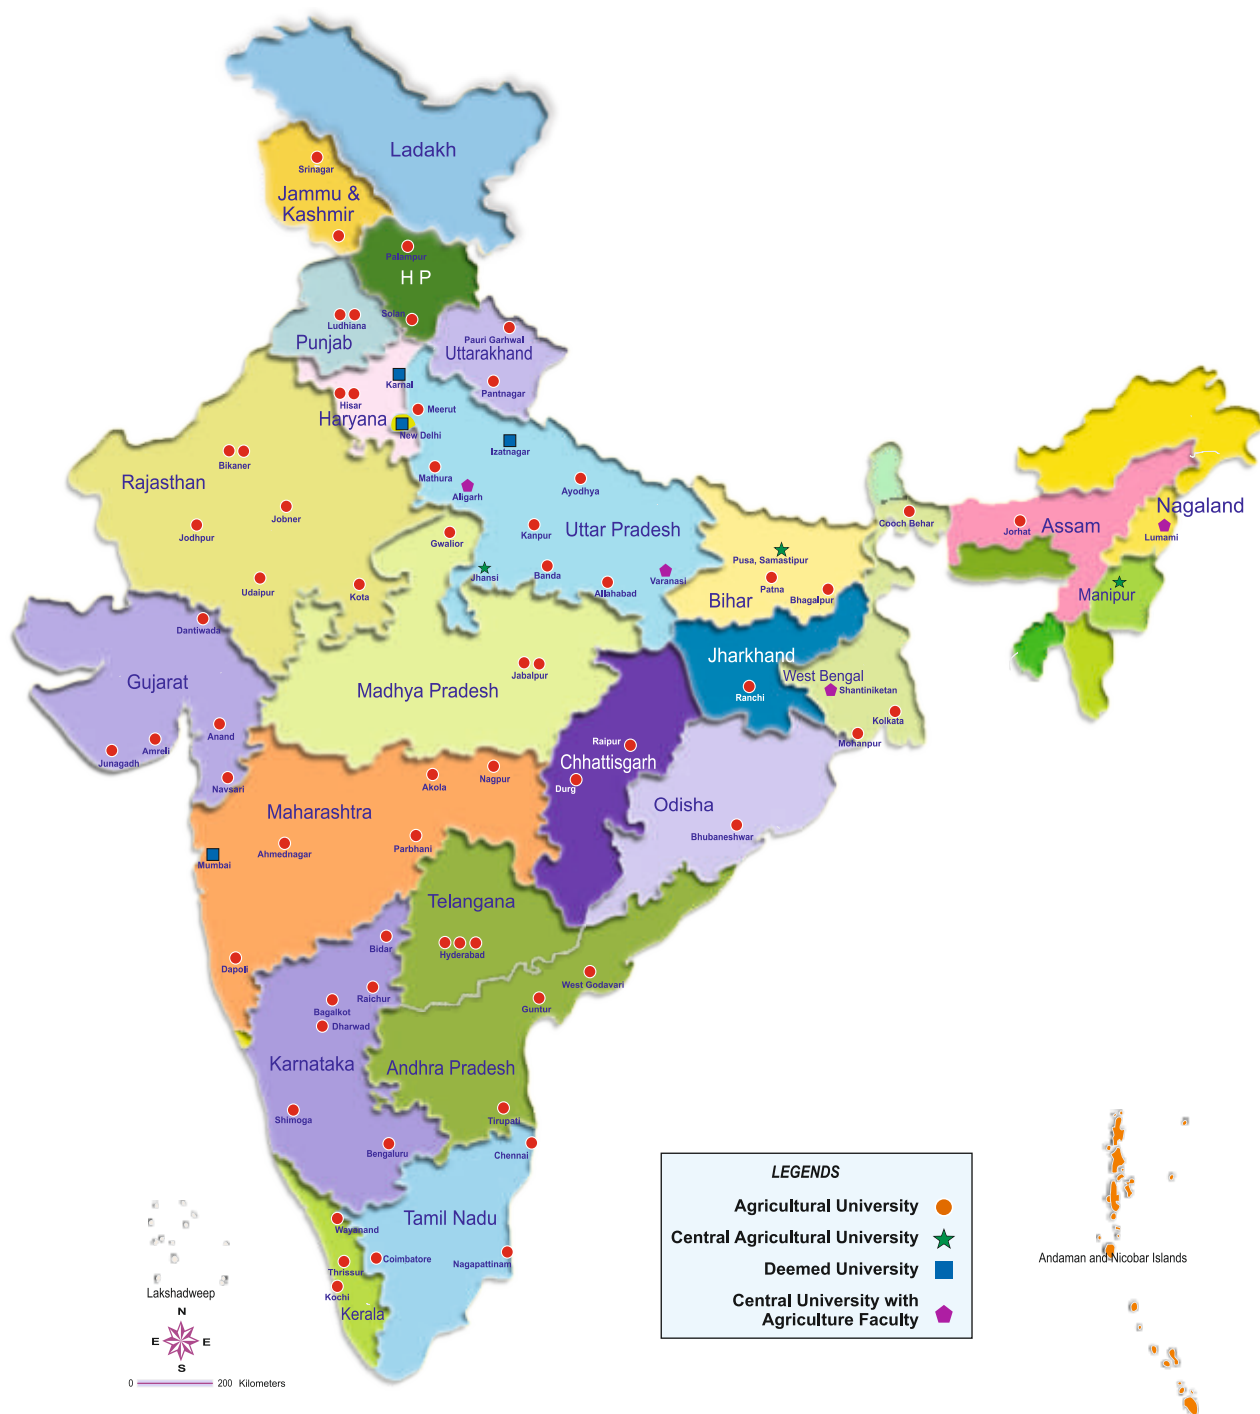 Ladakh
Srinagar
Jammu &
Kashmir
Palampur
H P
Solan
Ludhiana
Punjab
Pauri Garhwal
Uttarakhand
Pantnagar
Karnal
Hisar
Haryana
Meerut
New Delhi
Izatnagar
Bikaner
Rajasthan
Mathura
Aligarh
Ayodhya
Jobner
Jodhpur
Gwalior
Kanpur
Uttar Pradesh
Cooch Behar
Jorhat
Assam
Nagaland
Lumami
Pusa, Samastipur
Udaipur
Kota
Jhansi
Banda
Allahabad
Varanasi
Patna
Bihar
Bhagalpur
Manipur
Dantiwada
Gujarat
Madhya Pradesh
Jabalpur
Jharkhand
Ranchi
West Bengal
Shantiniketan
Kolkata
Mohanpur
Anand
Amreli
Junagadh
Navsari
Raipur
Chhattisgarh
Durg
Akola
Nagpur
Maharashtra
Odisha
Bhubaneshwar
Parbhani
Ahmednagar
Mumbai
Telangana
Hyderabad
Bidar
Dapoli
Raichur
Bagalkot
Dharwad
West Godavari
Guntur
Karnataka
Andhra Pradesh
Shimoga
Tirupati
Bengaluru
Chennai
Tamil Nadu
Wayanand
Coimbatore
Nagapattinam
Thrissur
Kochi
Kerala
Lakshadweep
N
E E
S
0 200 Kilometers
LEGENDS
Agricultural University
Central Agricultural University
Deemed University
Central University with
Agriculture Faculty
Andaman and Nicobar Islands